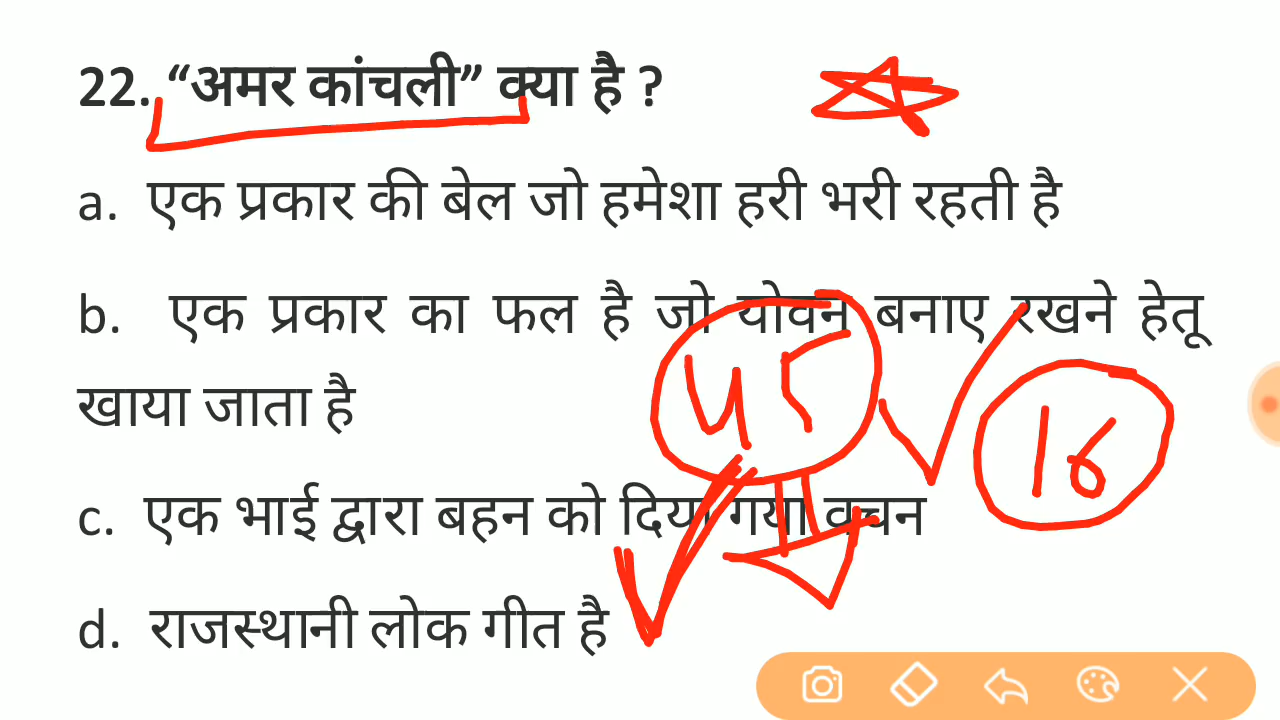 22. “अमर कांचली” क्या है ?
a. एक प्रकार की बेल जो हमेशा हरी भरी रहती है
b. एक प्रकार का फल है जो योवन बनाए रखने हेतू
खाया जाता है
45
16
c. एक भाई द्वारा बहन को दिया गया वचन
d. राजस्थानी लोक गीत है